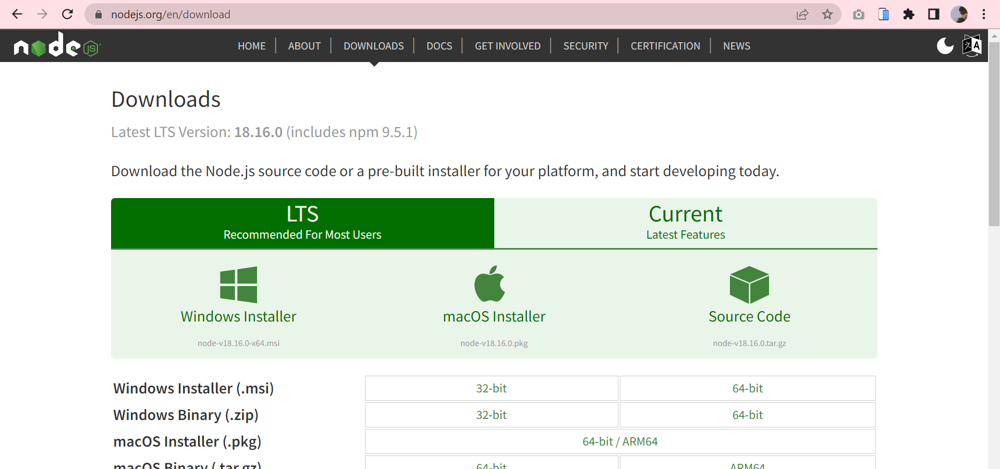 nodejs.org/en/download
node JS
HOME | ABOUT | DOWNLOADS | DOCS | GET INVOLVED | SECURITY | CERTIFICATION | NEWS
Downloads
Latest LTS Version: 18.16.0 (includes npm 9.5.1)
Download the Node.js source code or a pre-built installer for your platform, and start developing today.
LTS
Recommended For Most Users
Current
Latest Features
Windows Installer
node-v18.16.0-x64.msi
macOS Installer
node-v18.16.0.pkg
Source Code
node-v18.16.0.tar.gz
Windows Installer (.msi) 32-bit 64-bit
Windows Binary (.zip) 32-bit 64-bit
macOS Installer (.pkg) 64-bit / ARM64
macOS Binary (.tar.gz) 64-bit ARM64